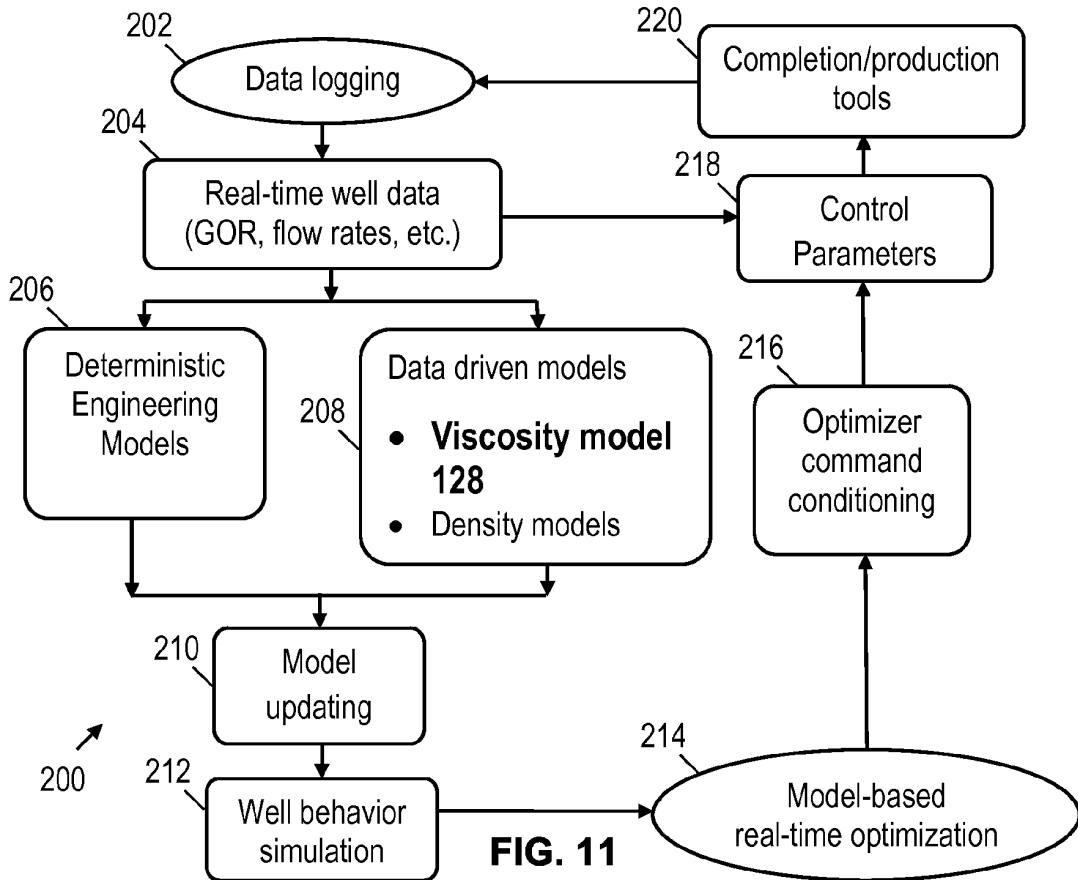 202
Data logging
220
Completion/production
tools
204
Real-time well data
(GOR, flow rates, etc.)
218
Control
Parameters
206
Deterministic
Engineering
Models
208
Data driven models
• Viscosity model
128
• Density models
216
Optimizer
command
conditioning
210
Model
updating
200
212
Well behavior
simulation
214
Model-based
real-time optimization
FIG. 11